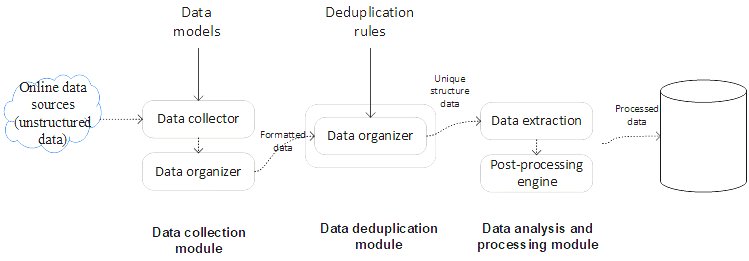 Data
models
Deduplication
rules
Online data
sources
(unstructured
data)
Data collector
Data organizer
Formatted
data
Data organizer
Unique
structure
data
Data extraction
Post-processing
engine
Processed
data
Data collection
module
Data deduplication
module
Data analysis and
processing module